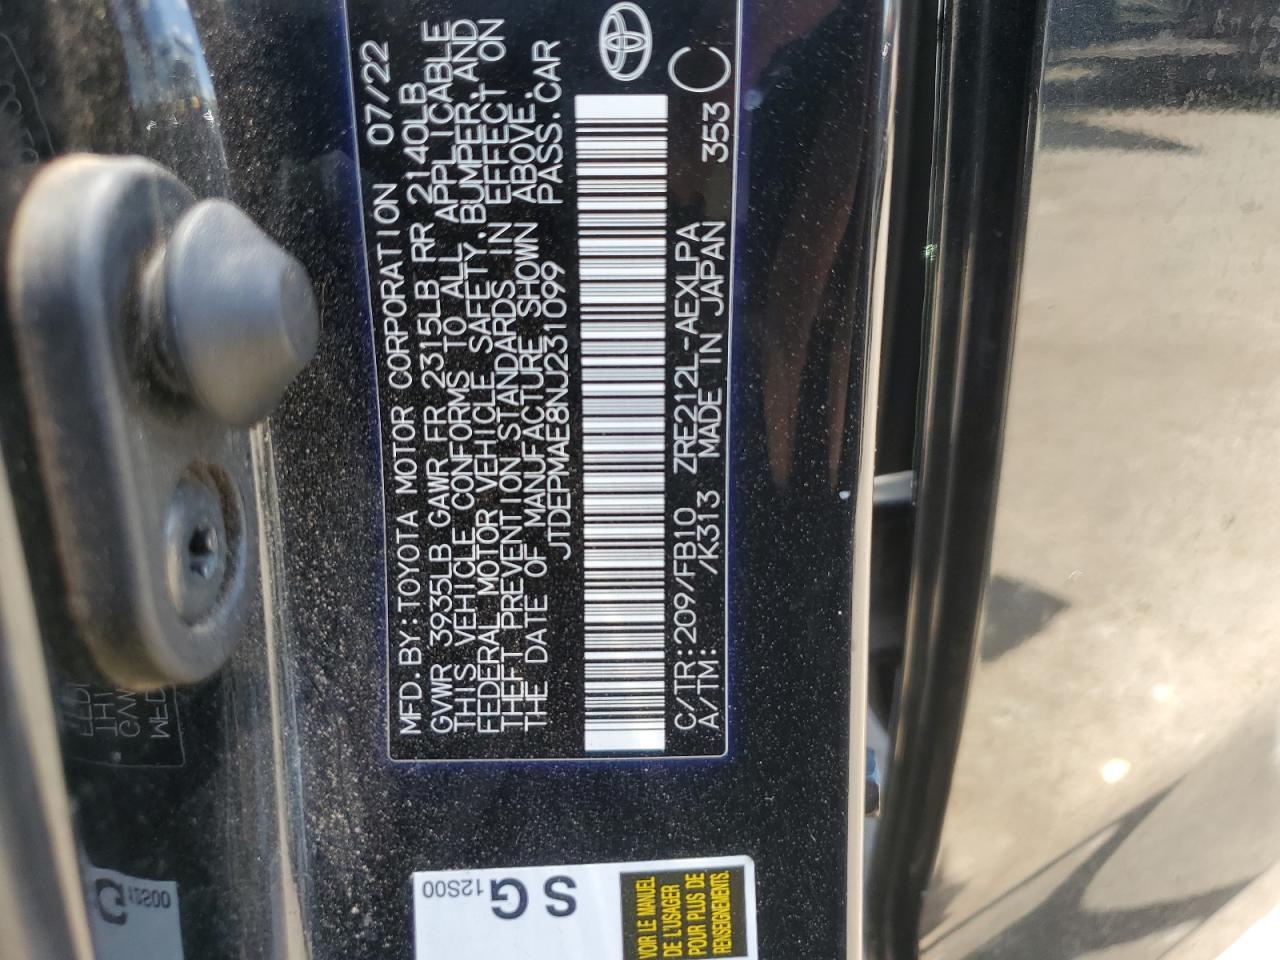 MFD. BY: TOYOTA MOTOR CORPORATION 07/22
GVWR 3935LB GAWR FR 2315LB RR 2140LB
THIS VEHICLE CONFORMS TO ALL APPLICABLE
FEDERAL MOTOR VEHICLE SAFETY, BUMPER, AND
THEFT PREVENTION STANDARDS IN EFFECT ON
THE DATE OF MANUFACTURE SHOWN ABOVE.
JTDEPMAE8NJ231099 PASS. CAR
C/TR: 209/FB10 ZRE212L-AEXLPA 353
A/TM: /K313 MADE IN JAPAN
C
12S00
S G
VOIR LE MANUEL
DE L'USAGER
POUR PLUS DE
RENSEIGNEMENTS.